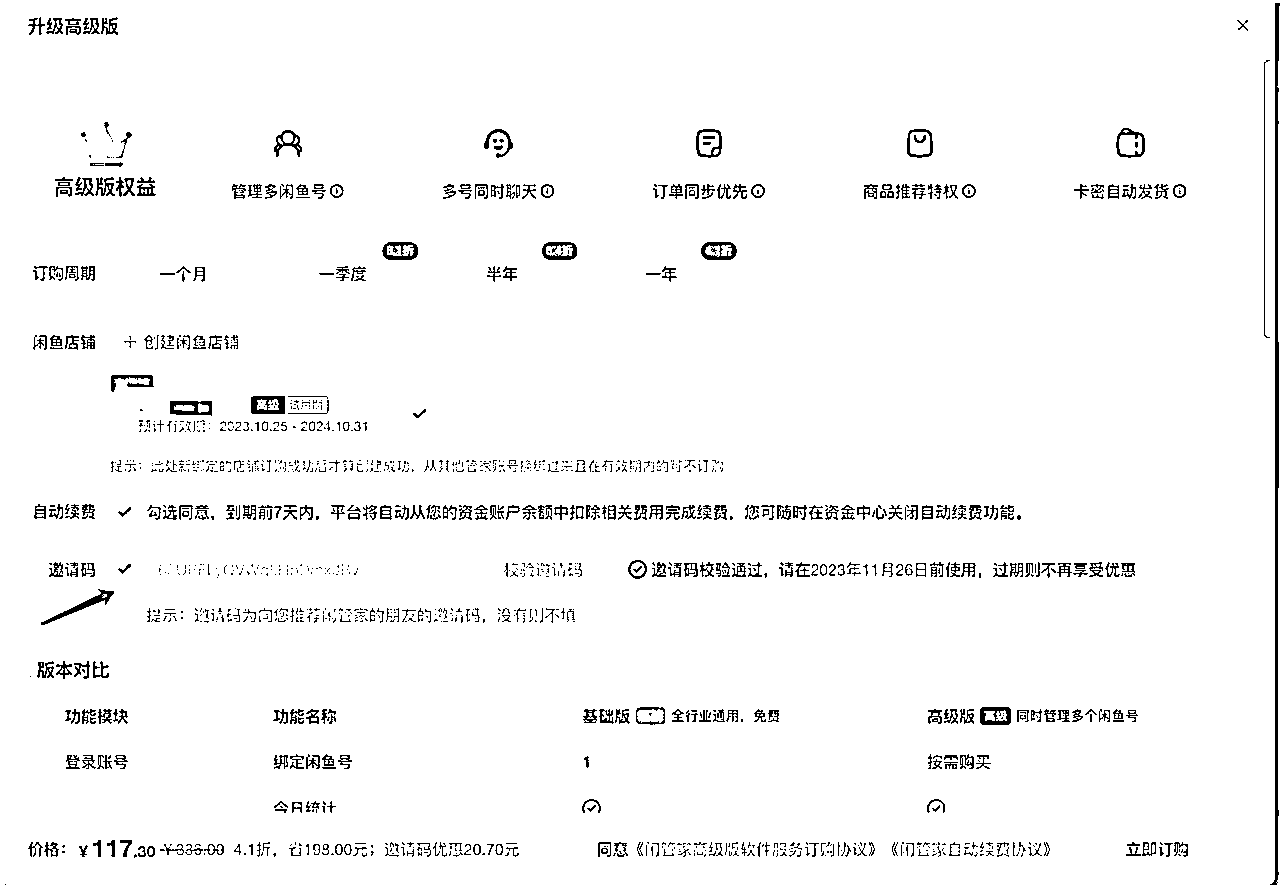 升级高级版
高级版权益
管理多闲鱼号
多号同时聊天
订单同步优先
商品推荐特权
卡密自动发货
订购周期 一个月 一季度 半年 一年
闲鱼店铺 + 创建闲鱼店铺
高级 试用版
预计有效期：2023.10.25 - 2024.10.31
提示：此处新绑定的店铺订购成功后才算创建成功，从其他管家账号换绑过来且在有效期内的可不订购
自动续费 勾选同意，到期前7天内，平台将自动从您的资金账户余额中扣除相关费用完成续费，您可随时在资金中心关闭自动续费功能。
邀请码 校验邀请码 邀请码校验通过，请在2023年11月26日前使用，过期则不再享受优惠
提示：邀请码为向您推荐闲管家的朋友的邀请码，没有则不填
版本对比
功能模块 功能名称 基础版 全行业通用，免费 高级版 高级 同时管理多个闲鱼号
登录账号 绑定闲鱼号 1 按需购买
今日统计
价格：¥117.30 ¥336.00 4.1折，省198.00元；邀请码优惠20.70元 同意《闲管家高级版软件服务订购协议》《闲管家自动续费协议》 立即订购